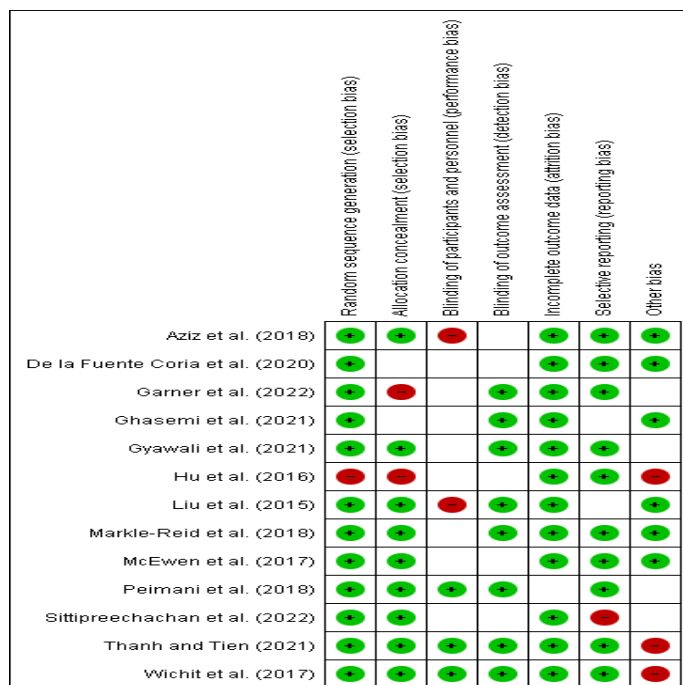 Random sequence generation (selection bias)
Allocation concealment (selection bias)
Blinding of participants and personnel (performance bias)
Blinding of outcome assessment (detection bias)
Incomplete outcome data (attrition bias)
Selective reporting (reporting bias)
Other bias
Aziz et al. (2018) + + - + + +
De la Fuente Coria et al. (2020) + + + +
Garner et al. (2022) + - + + +
Ghasemi et al. (2021) + + + +
Gyawali et al. (2021) + + + + +
Hu et al. (2016) - - + + -
Liu et al. (2015) + + - + + +
Markle-Reid et al. (2018) + + + + + +
McEwen et al. (2017) + + + + +
Peimani et al. (2018) + + + + +
Sittipreechachan et al. (2022) + + + -
Thanh and Tien (2021) + + + + + + -
Wichit et al. (2017) + + + + + + -